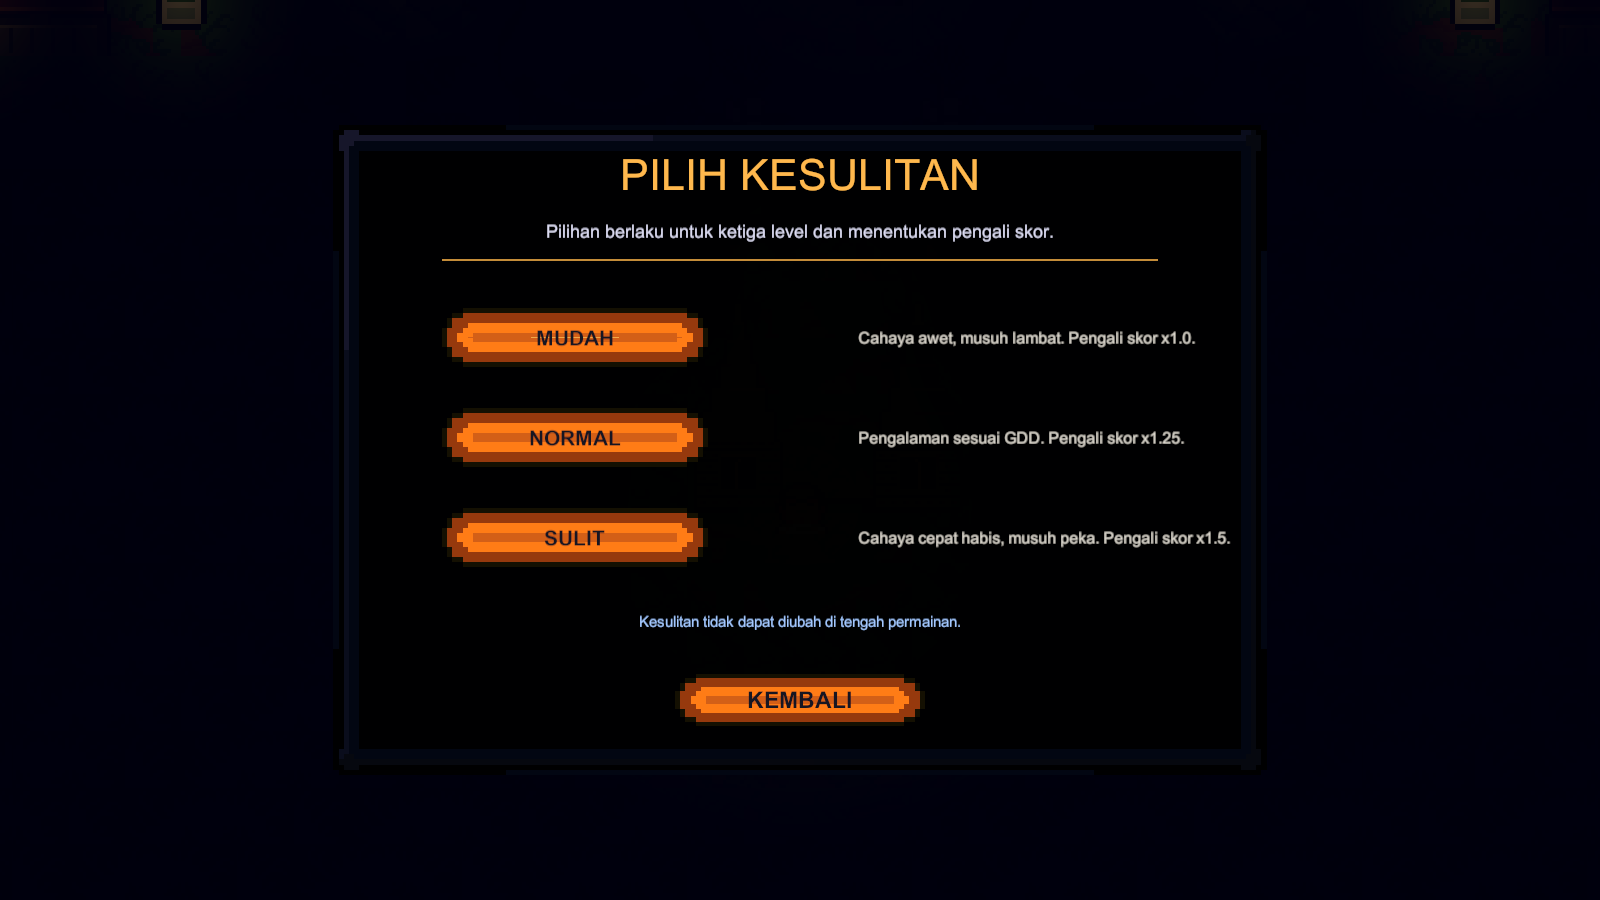 PILIH KESULITAN
Pilihan berlaku untuk ketiga level dan menentukan pengali skor.
MUDAH
Cahaya awet, musuh lambat. Pengali skor x1.0.
NORMAL
Pengalaman sesuai GDD. Pengali skor x1.25.
SULIT
Cahaya cepat habis, musuh peka. Pengali skor x1.5.
Kesulitan tidak dapat diubah di tengah permainan.
KEMBALI